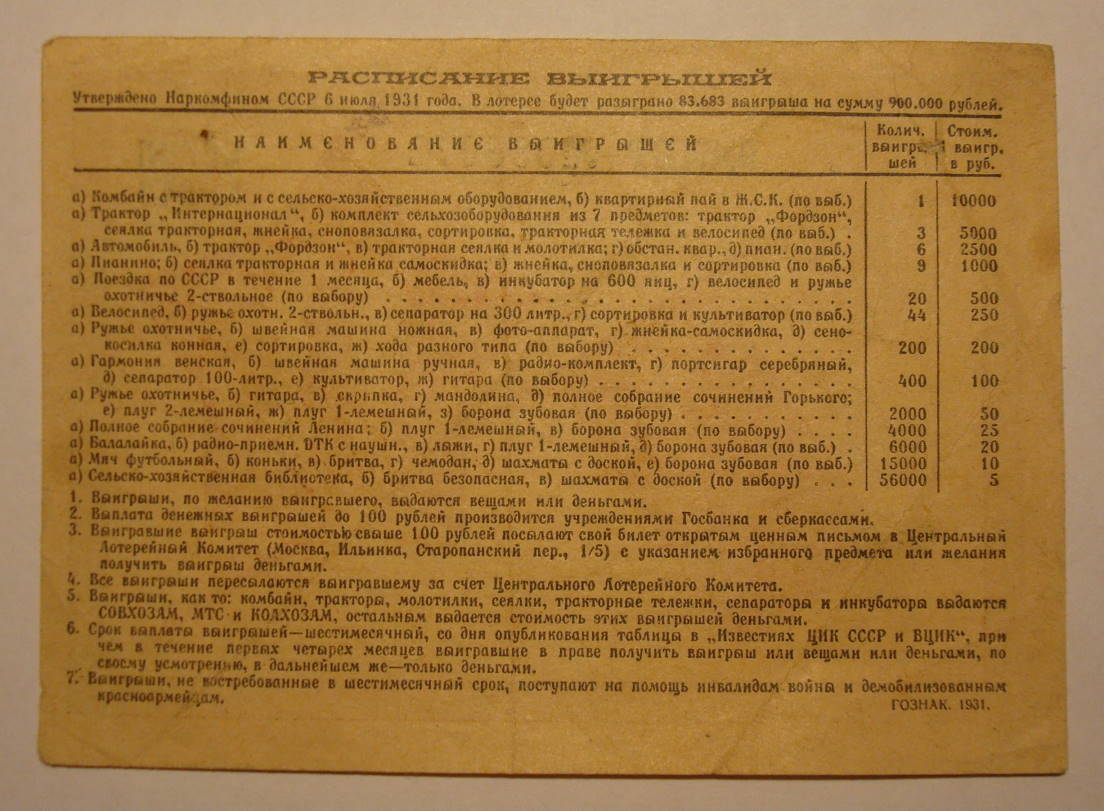 РАСПИСАНИЕ ВЫИГРЫШЕЙ
Утверждено Наркомфином СССР 6 июля 1931 года. В лотерее будет разыграно 83.683 выигрыша на сумму 900.000 рублей.
НАИМЕНОВАНИЕ ВЫИГРЫШЕЙ
Колич. выигры шей
Стоим. выигр. в руб.
а) Комбайн с трактором и с сельско-хозяйственным оборудованием, б) квартирный пай в Ж.С.К. (по выб.) 1 10000
а) Трактор „Интернационал“, б) комплект сельхозоборудования из 7 предметов: трактор „Фордзон“,
сеялка тракторная, жнейка, сноповязалка, сортировка, тракторная тележка и велосипед (по выб.) . 3 5000
а) Автомобиль, б) трактор „Фордзон“, в) тракторная сеялка и молотилка; г) обстан. квар., д) пиан. (по выб.) 6 2500
а) Пианино; б) сеялка тракторная и жнейка самоскидка; в) жнейка, сноповязалка и сортировка (по выб.) 9 1000
а) Поездка по СССР в течение 1 месяца, б) мебель, в) инкубатор на 600 яиц, г) велосипед и ружье
охотничье 2-ствольное (по выбору) . . . . . . . . . . . . . . . . . . . . 20 500
а) Велосипед, б) ружье охотн. 2-ствольн., в) сепаратор на 300 литр., г) сортировка и культиватор (по выб.) 44 250
а) Ружье охотничье, б) швейная машина ножная, в) фото-аппарат, г) жнейка-самоскидка, д) сено-
косилка конная, е) сортировка, ж) хода разного типа (по выбору) . . . . . . . . . . 200 200
а) Гармония венская, б) швейная машина ручная, в) радио-комплект, г) портсигар серебряный,
д) сепаратор 100-литр., е) культиватор, ж) гитара (по выбору) . . . . . . . . . . . 400 100
а) Ружье охотничье, б) гитара, в) скрипка, г) мандолина, д) полное собрание сочинений Горького;
е) плуг 2-лемешный, ж) плуг 1-лемешный, з) борона зубовая (по выбору) . . . . . . . . 2000 50
а) Полное собрание сочинений Ленина; б) плуг 1-лемешный, в) борона зубовая (по выбору) . . . . 4000 25
а) Балалайка, б) радио-приемн. ДТК с наушн., в) лыжи, г) плуг 1-лемешный, д) борона зубовая (по выб.) . 6000 20
а) Мяч футбольный, б) коньки, в) бритва, г) чемодан, д) шахматы с доской, е) борона зубовая (по выб.) 15000 10
а) Сельско-хозяйственная библиотека, б) бритва безопасная, в) шахматы с доской (по выбору) . . . 56000 5
1. Выигрыши, по желанию выигравшего, выдаются вещами или деньгами.
2. Выплата денежных выигрышей до 100 рублей производится учреждениями Госбанка и сберкассами.
3. Выигравшие выигрыш стоимостью свыше 100 рублей посылают свой билет открытым ценным письмом в Центральный
Лотерейный Комитет (Москва, Ильинка, Старопанский пер., 1/5) с указанием избранного предмета или желания
получить выигрыш деньгами.
4. Все выигрыши пересылаются выигравшему за счет Центрального Лотерейного Комитета.
5. Выигрыши, как то: комбайн, тракторы, молотилки, сеялки, тракторные тележки, сепараторы и инкубаторы выдаются
СОВХОЗАМ, МТС и КОЛХОЗАМ, остальным выдается стоимость этих выигрышей деньгами.
6. Срок выплаты выигрышей—шестимесячный, со дня опубликования таблицы в „Известиях ЦИК СССР и ВЦИК“, при
чем в течение первых четырех месяцев выигравшие в праве получить выигрыш или вещами или деньгами, по
своему усмотрению, в дальнейшем же—только деньгами.
7. Выигрыши, не востребованные в шестимесячный срок, поступают на помощь инвалидам войны и демобилизованным
красноармейцам.
ГОЗНАК. 1931.